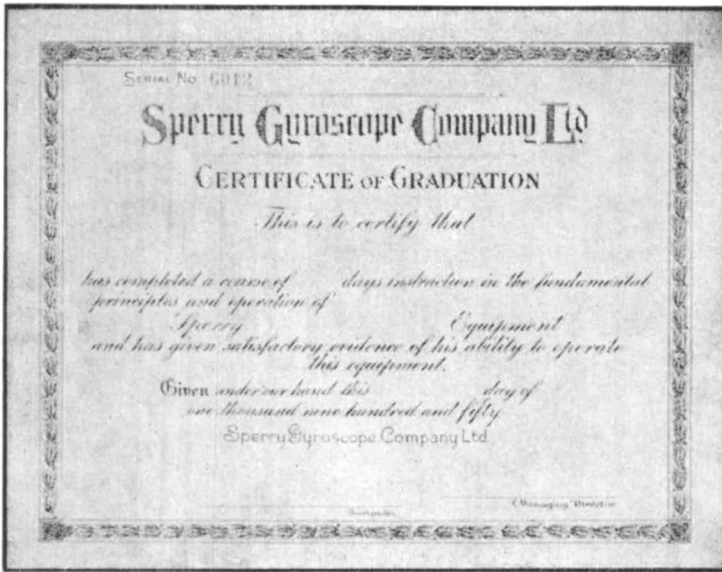 SERIAL NO 6012
Sperry Gyroscope Company Ltd.
CERTIFICATE OF GRADUATION
This is to certify that
has completed a course of days instruction in the fundamental
principles and operation of
Sperry Equipment
and has given satisfactory evidence of his ability to operate
this equipment.
Given under our hand this day of
one thousand nine hundred and fifty
Sperry Gyroscope Company Ltd.
Managing Director